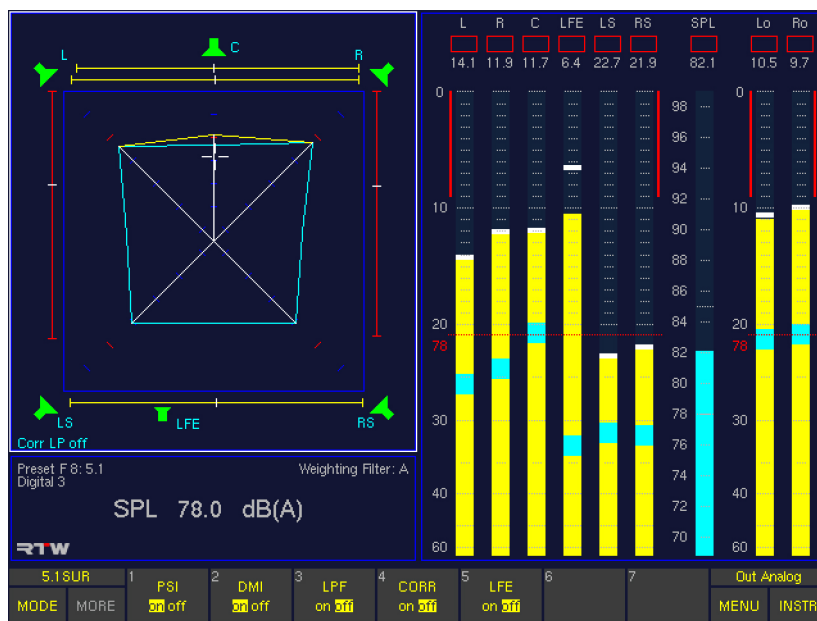 L R C LFE LS RS SPL Lo Ro
14.1 11.9 11.7 6.4 22.7 21.9 82.1 10.5 9.7
C
L R
0 98 0
96
94
92
10 90 10
88
86
20 84 20
78 82 78
80
30 78 30
76
74
40 72 40
70
60 60
LS LFE RS
Corr LP off
Preset F 8: 5.1 Weighting Filter: A
Digital 3
SPL 78.0 dB(A)
RTW
5.1SUR 1 PSI 2 DMI 3 LPF 4 CORR 5 LFE 6 7 Out Analog
MODE MORE on off on off on off on off on off MENU INSTR